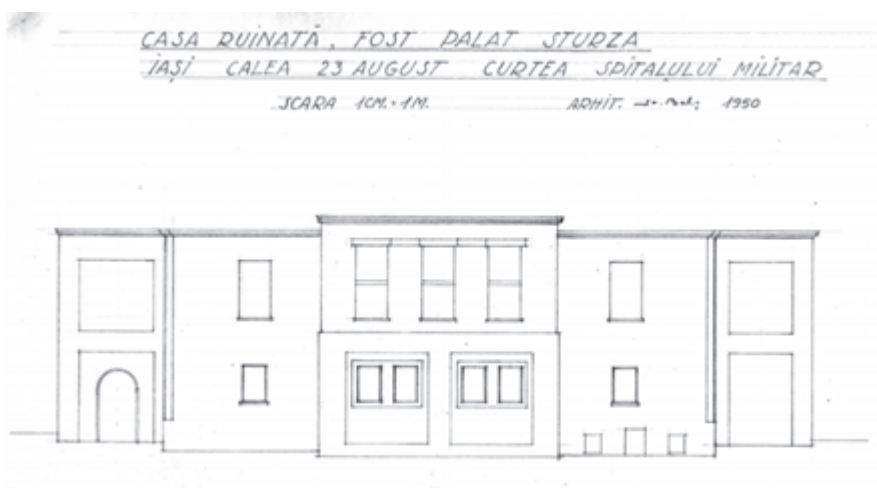 CASA RUINATĂ, FOST PALAT STURZA
IAȘI CALEA 23 AUGUST CURTEA SPITALULUI MILITAR
SCARA 1CM.=1M. ARHIT. 1950